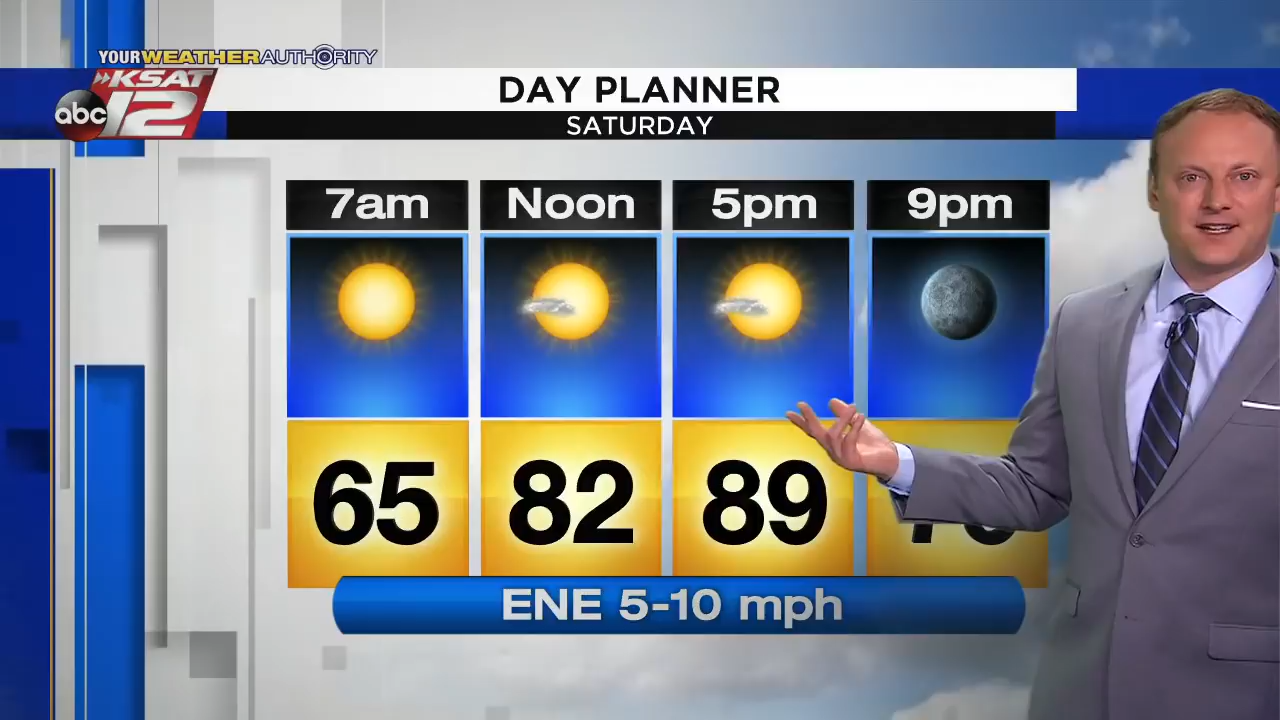 YOURWEATHERAUTHORITY
KSAT
abc 12
DAY PLANNER
SATURDAY
7am Noon 5pm 9pm
65 82 89
ENE 5-10 mph